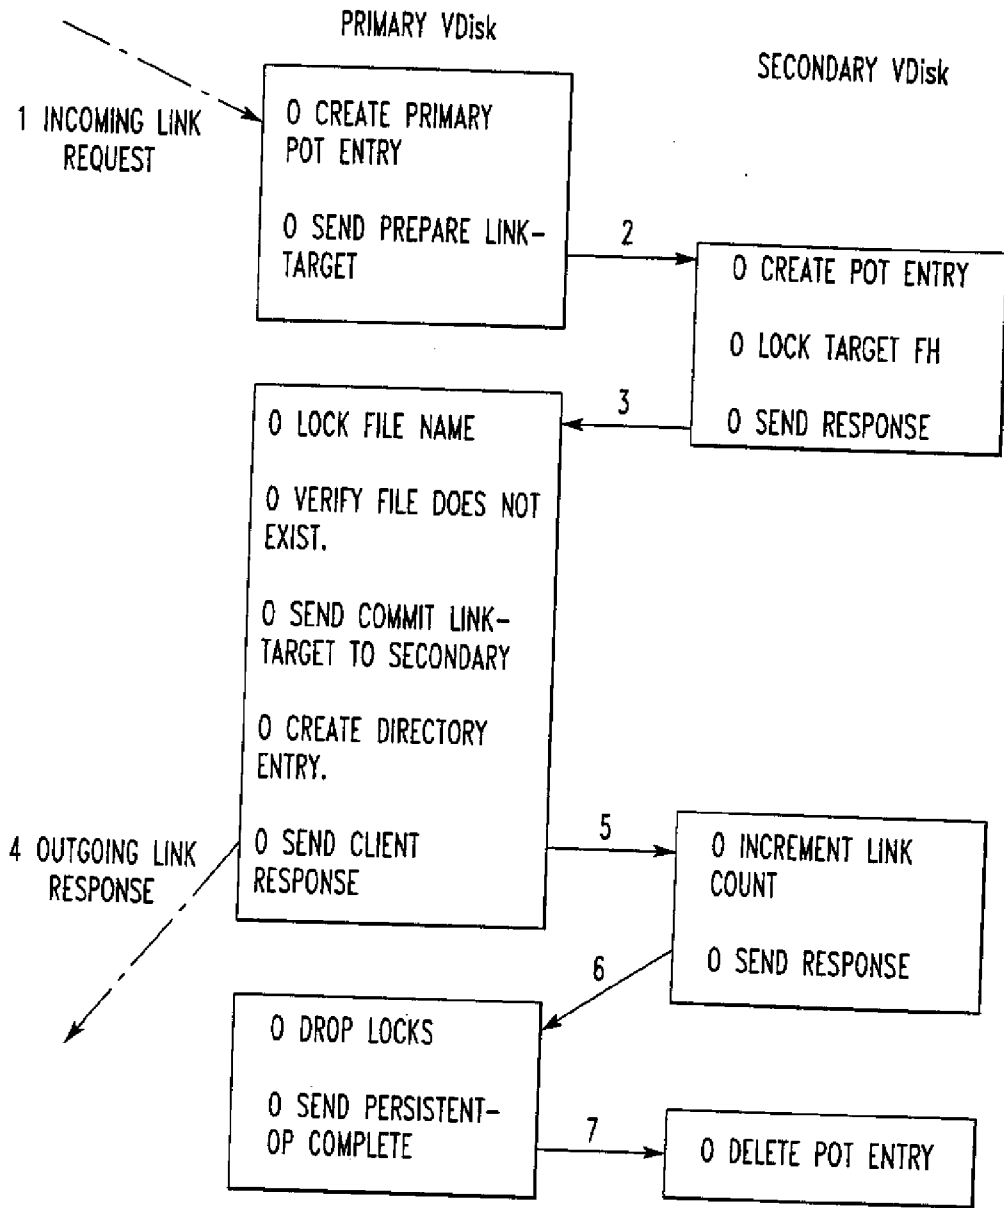 PRIMARY VDisk
SECONDARY VDisk
1 INCOMING LINK
REQUEST
O CREATE PRIMARY
POT ENTRY
O SEND PREPARE LINK-
TARGET
2
O CREATE POT ENTRY
O LOCK TARGET FH
O SEND RESPONSE
3
O LOCK FILE NAME
O VERIFY FILE DOES NOT
EXIST.
O SEND COMMIT LINK-
TARGET TO SECONDARY
O CREATE DIRECTORY
ENTRY.
O SEND CLIENT
RESPONSE
4 OUTGOING LINK
RESPONSE
5
O INCREMENT LINK
COUNT
O SEND RESPONSE
6
O DROP LOCKS
O SEND PERSISTENT-
OP COMPLETE
7
O DELETE POT ENTRY